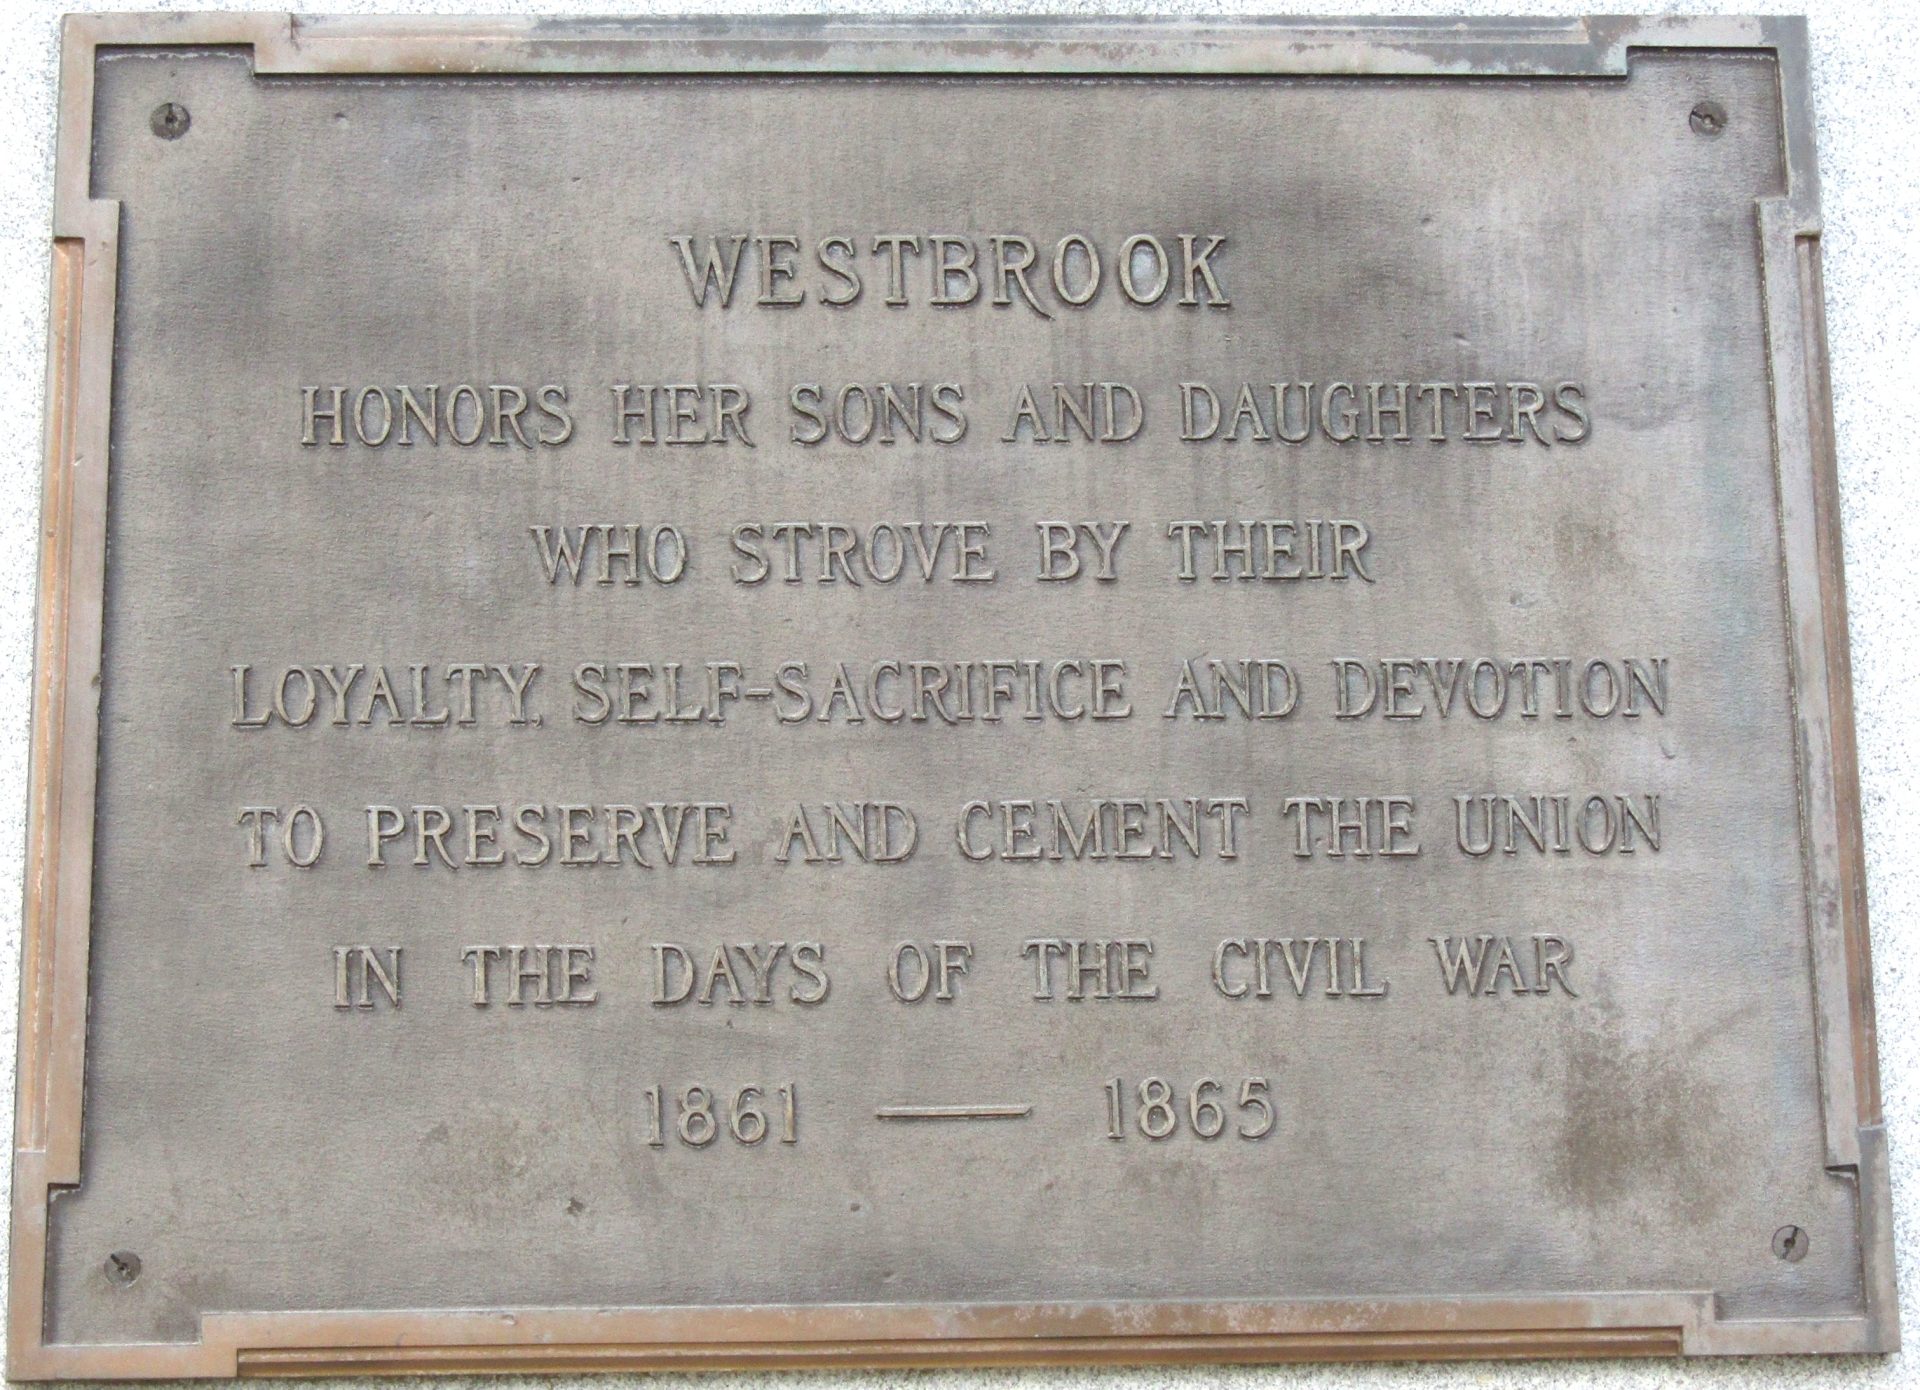 WESTBROOK
HONORS HER SONS AND DAUGHTERS
WHO STROVE BY THEIR
LOYALTY, SELF-SACRIFICE AND DEVOTION
TO PRESERVE AND CEMENT THE UNION
IN THE DAYS OF THE CIVIL WAR
1861 — 1865